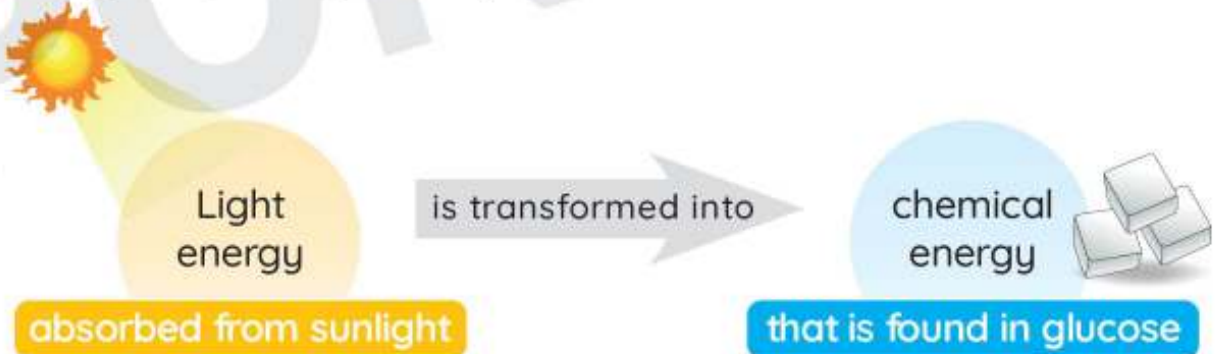 Light
energy
is transformed into
chemical
energy
absorbed from sunlight
that is found in glucose